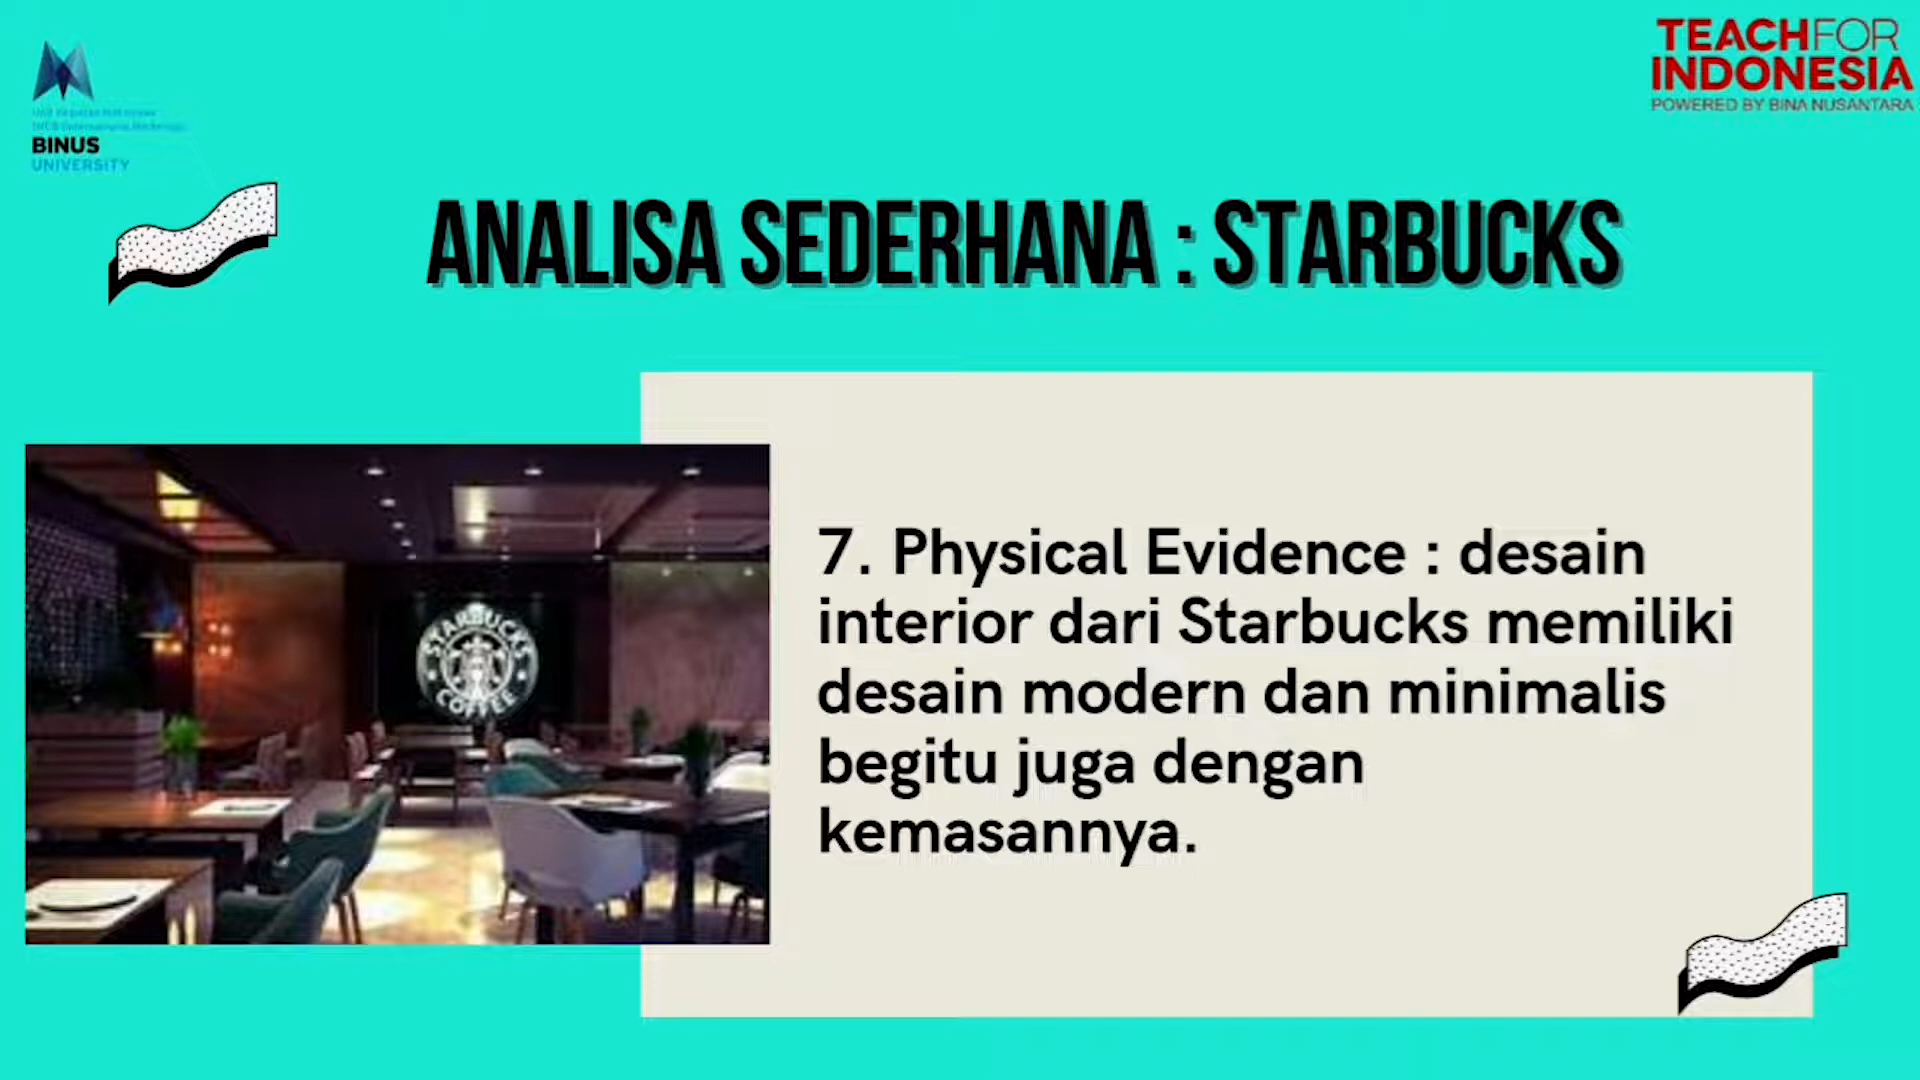 TEACHFOR
INDONESIA
POWERED BY BINA NUSANTARA
BINUS
UNIVERSITY
ANALISA SEDERHANA : STARBUCKS
STARBUCKS
COFFEE
7. Physical Evidence : desain
interior dari Starbucks memiliki
desain modern dan minimalis
begitu juga dengan
kemasannya.